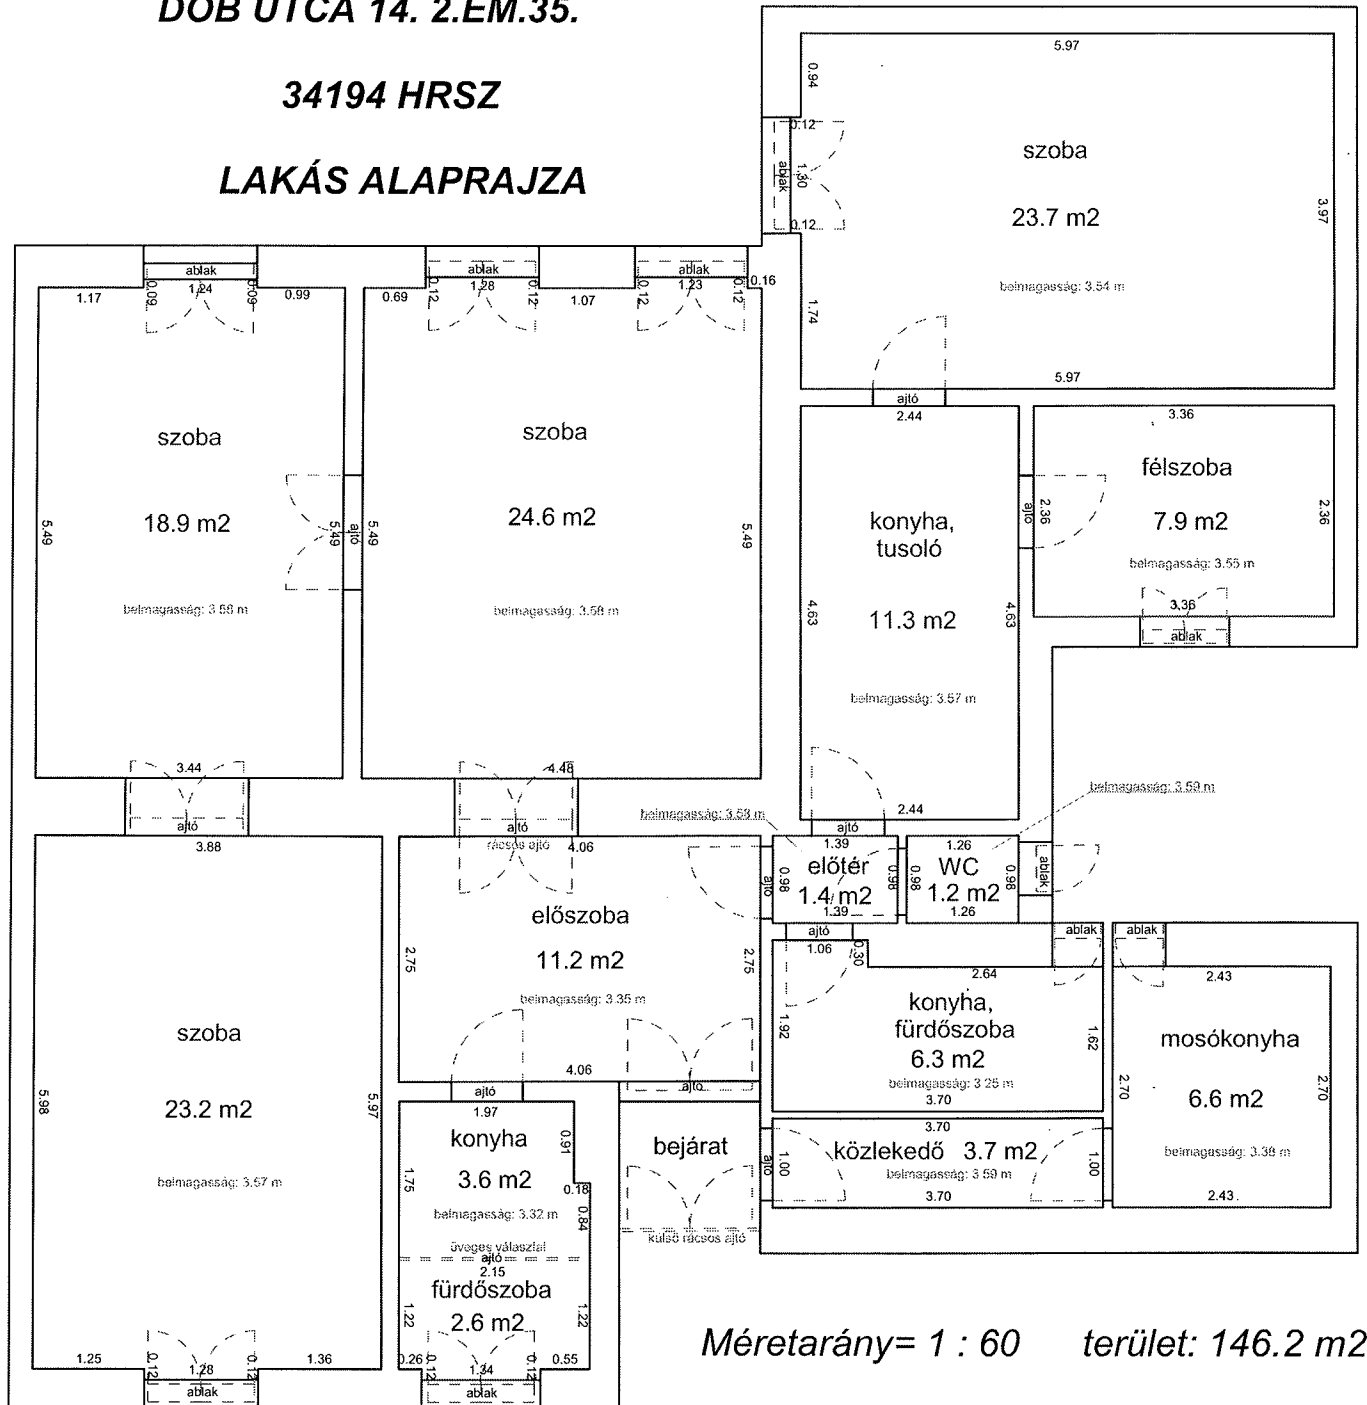 DOB UTCA 14. 2.EM.35.
34194 HRSZ
LAKÁS ALAPRAJZA
5.97
0.94
0.12
ablak
1.30
0.12
szoba
23.7 m2
3.97
belmagasság: 3.54 m
1.74
5.97
ajtó
ablak
1.17
0.09
1.24
0.09
0.99
ablak
ablak
0.69
0.12
1.28
0.12
1.07
0.12
1.23
0.12
0.16
szoba
18.9 m2
5.49
5.49
ajtó
belmagasság: 3.58 m
3.44
ajtó
szoba
24.6 m2
5.49
5.49
belmagasság: 3.58 m
4.48
ajtó
rácsos ajtó
2.44
konyha,
tusoló
11.3 m2
4.63
4.63
belmagasság: 3.57 m
2.44
ajtó
3.36
félszoba
7.9 m2
ajtó
2.36
2.36
belmagasság: 3.55 m
3.36
ablak
belmagasság: 3.59 m
belmagasság: 3.59 m
3.88
szoba
23.2 m2
5.98
5.97
belmagasság: 3.57 m
1.25
0.12
1.28
0.12
1.36
ablak
4.06
előszoba
11.2 m2
2.75
2.75
belmagasság: 3.35 m
4.06
ajtó
ajtó
ajtó
1.39
előtér
0.98
0.98
1.4 m2
1.39
1.26
WC
0.98
0.98
1.2 m2
1.26
ablak
ajtó
1.06
0.30
2.64
konyha,
fürdőszoba
6.3 m2
1.92
1.62
belmagasság: 3.25 m
3.70
ablak
ablak
2.43
mosókonyha
6.6 m2
2.70
2.70
belmagasság: 3.38 m
2.43
3.70
közlekedő 3.7 m2
ajtó
1.00
1.00
belmagasság: 3.59 m
3.70
1.97
konyha
3.6 m2
0.91
1.75
0.18
0.84
belmagasság: 3.32 m
üveges válaszfal
ajtó
2.15
fürdőszoba
2.6 m2
1.22
1.22
0.26
0.12
1.34
0.12
0.55
ablak
bejárat
külső rácsos ajtó
Méretarány= 1 : 60 terület: 146.2 m2